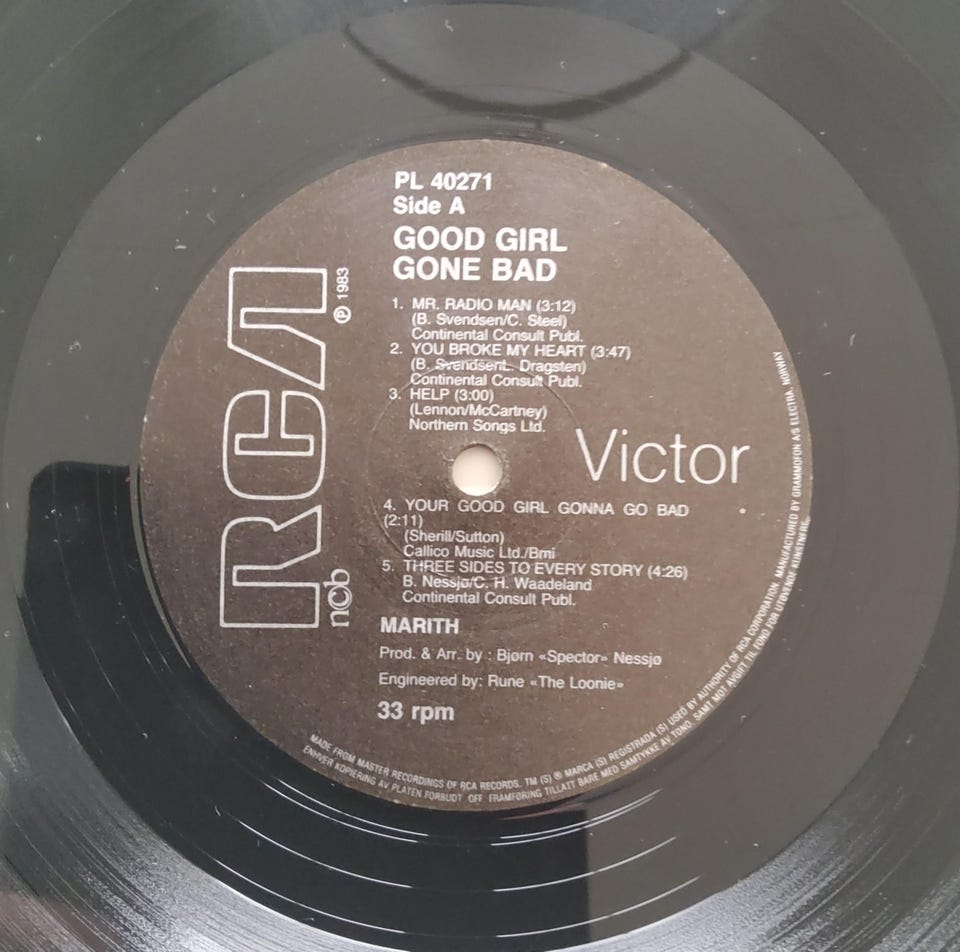 PL 40271
Side A
GOOD GIRL
GONE BAD
1. MR. RADIO MAN (3:12)
(B. Svendsen/C. Steel)
Continental Consult Publ.
2. YOU BROKE MY HEART (3:47)
(B. SvendsenL. Dragsten)
Continental Consult Publ.
3. HELP (3:00)
(Lennon/McCartney)
Northern Songs Ltd.
RCA
℗ 1983
ncb
Victor
4. YOUR GOOD GIRL GONNA GO BAD
(2:11)
(Sherill/Sutton)
Callico Music Ltd./Bmi
5. THREE SIDES TO EVERY STORY (4:26)
B. Nessjø/C. H. Waadeland
Continental Consult Publ.
MARITH
Prod. & Arr. by : Bjørn «Spector» Nessjø
Engineered by: Rune «The Loonie»
33 rpm
MADE FROM MASTER RECORDINGS OF RCA RECORDS. TM (S) ® MARCA (S) REGISTRADA (S) USED BY AUTHORITY OF RCA CORPORATION. MANUFACTURED BY GRAMMOFON A/S ELECTRA, NORWAY
ENHVER KOPIERING AV PLATEN FORBUDT OFF FRAMFØRING TILLATT BARE MED SAMTYKKE AV TONO, SAMT MOT AVGIFT TIL FOND FOR UTØVENDE KUNSTNERE.